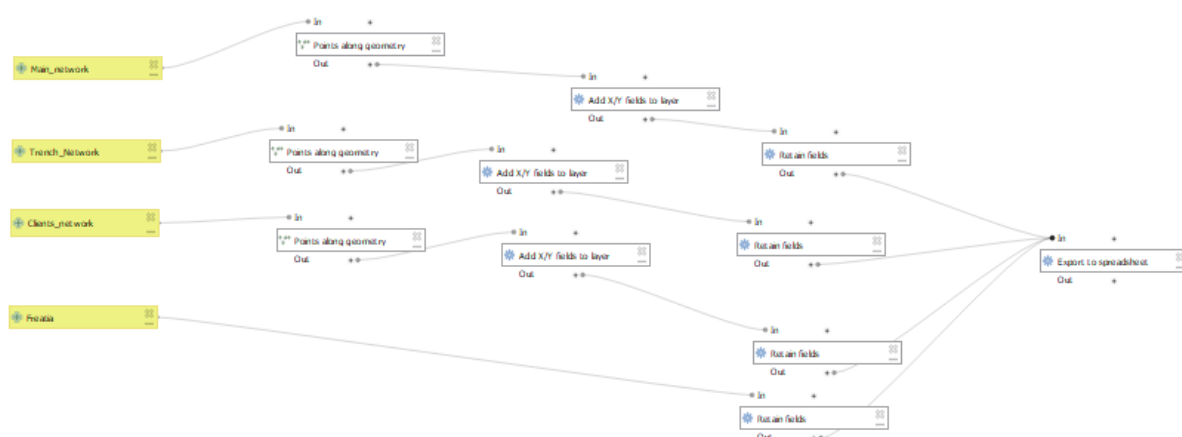 In
Points along geometry
Out
Main_network
In
Add X/Y fields to layer
Out
In
Retain fields
Out
Trench_Network
In
Points along geometry
Out
In
Add X/Y fields to layer
Out
Clients_network
In
Points along geometry
Out
In
Add X/Y fields to layer
Out
In
Retain fields
Out
In
Export to spreadsheet
Out
Freatia
In
Retain fields
Out
In
Retain fields
Out